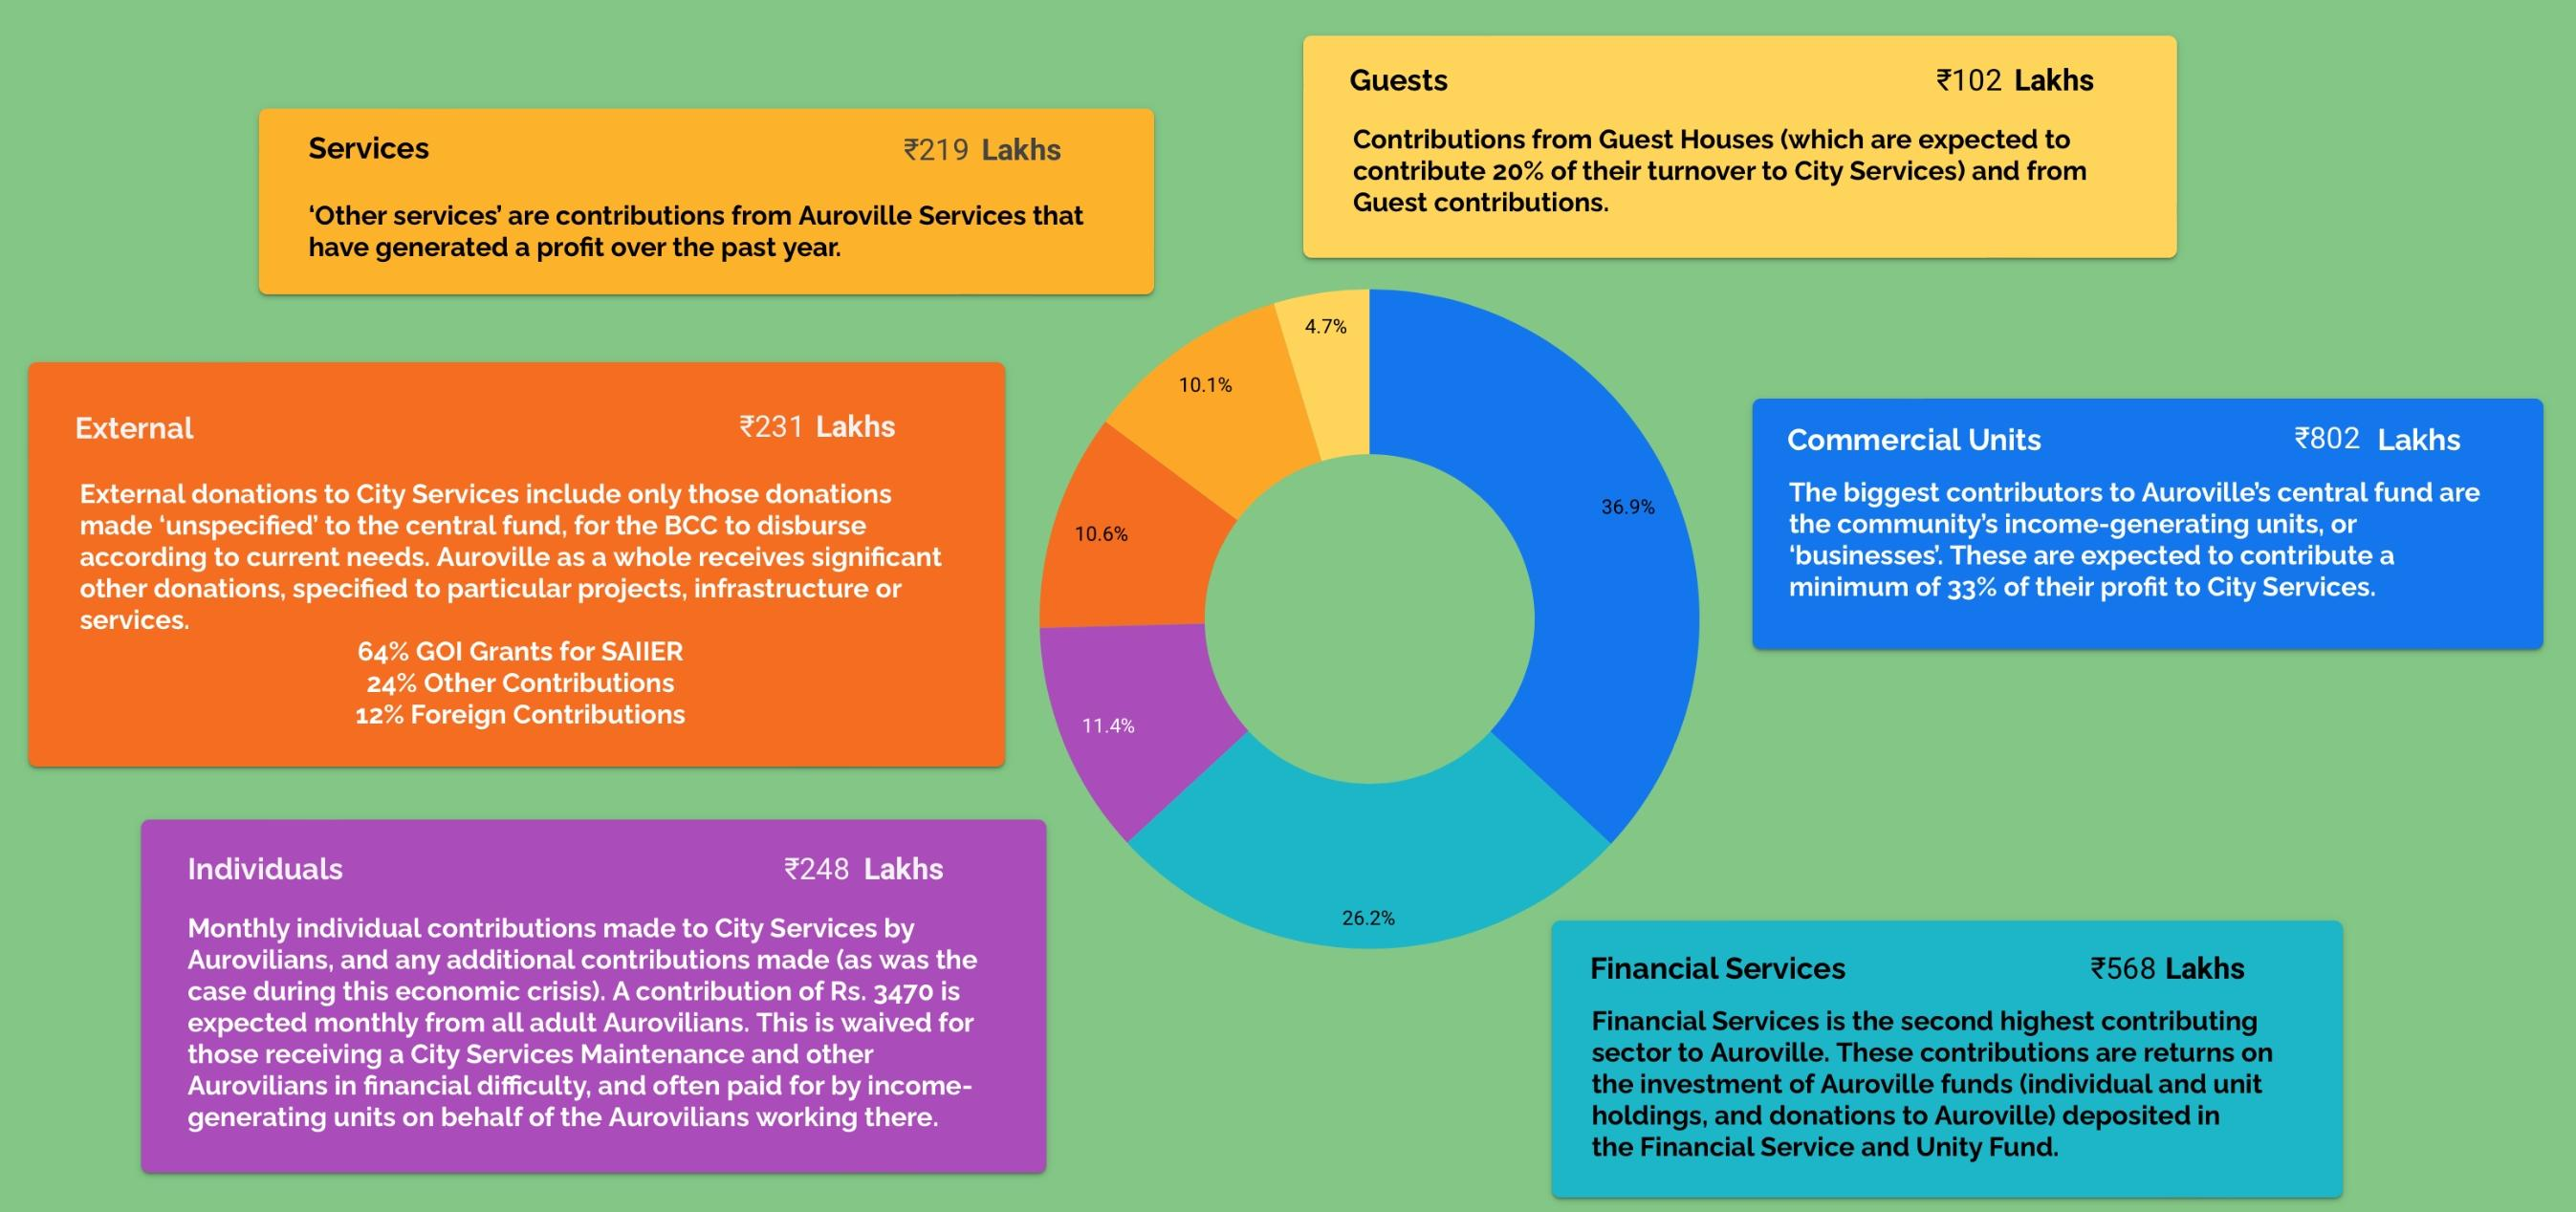 Guests ₹102 Lakhs
Contributions from Guest Houses (which are expected to
contribute 20% of their turnover to City Services) and from
Guest contributions.
Services ₹219 Lakhs
‘Other services’ are contributions from Auroville Services that
have generated a profit over the past year.
External ₹231 Lakhs
External donations to City Services include only those donations
made ‘unspecified’ to the central fund, for the BCC to disburse
according to current needs. Auroville as a whole receives significant
other donations, specified to particular projects, infrastructure or
services.
64% GOI Grants for SAIIER
24% Other Contributions
12% Foreign Contributions
4.7%
10.1%
36.9%
10.6%
11.4%
26.2%
Commercial Units ₹802 Lakhs
The biggest contributors to Auroville’s central fund are
the community’s income-generating units, or
‘businesses’. These are expected to contribute a
minimum of 33% of their profit to City Services.
Individuals ₹248 Lakhs
Monthly individual contributions made to City Services by
Aurovilians, and any additional contributions made (as was the
case during this economic crisis). A contribution of Rs. 3470 is
expected monthly from all adult Aurovilians. This is waived for
those receiving a City Services Maintenance and other
Aurovilians in financial difficulty, and often paid for by income-
generating units on behalf of the Aurovilians working there.
Financial Services ₹568 Lakhs
Financial Services is the second highest contributing
sector to Auroville. These contributions are returns on
the investment of Auroville funds (individual and unit
holdings, and donations to Auroville) deposited in
the Financial Service and Unity Fund.